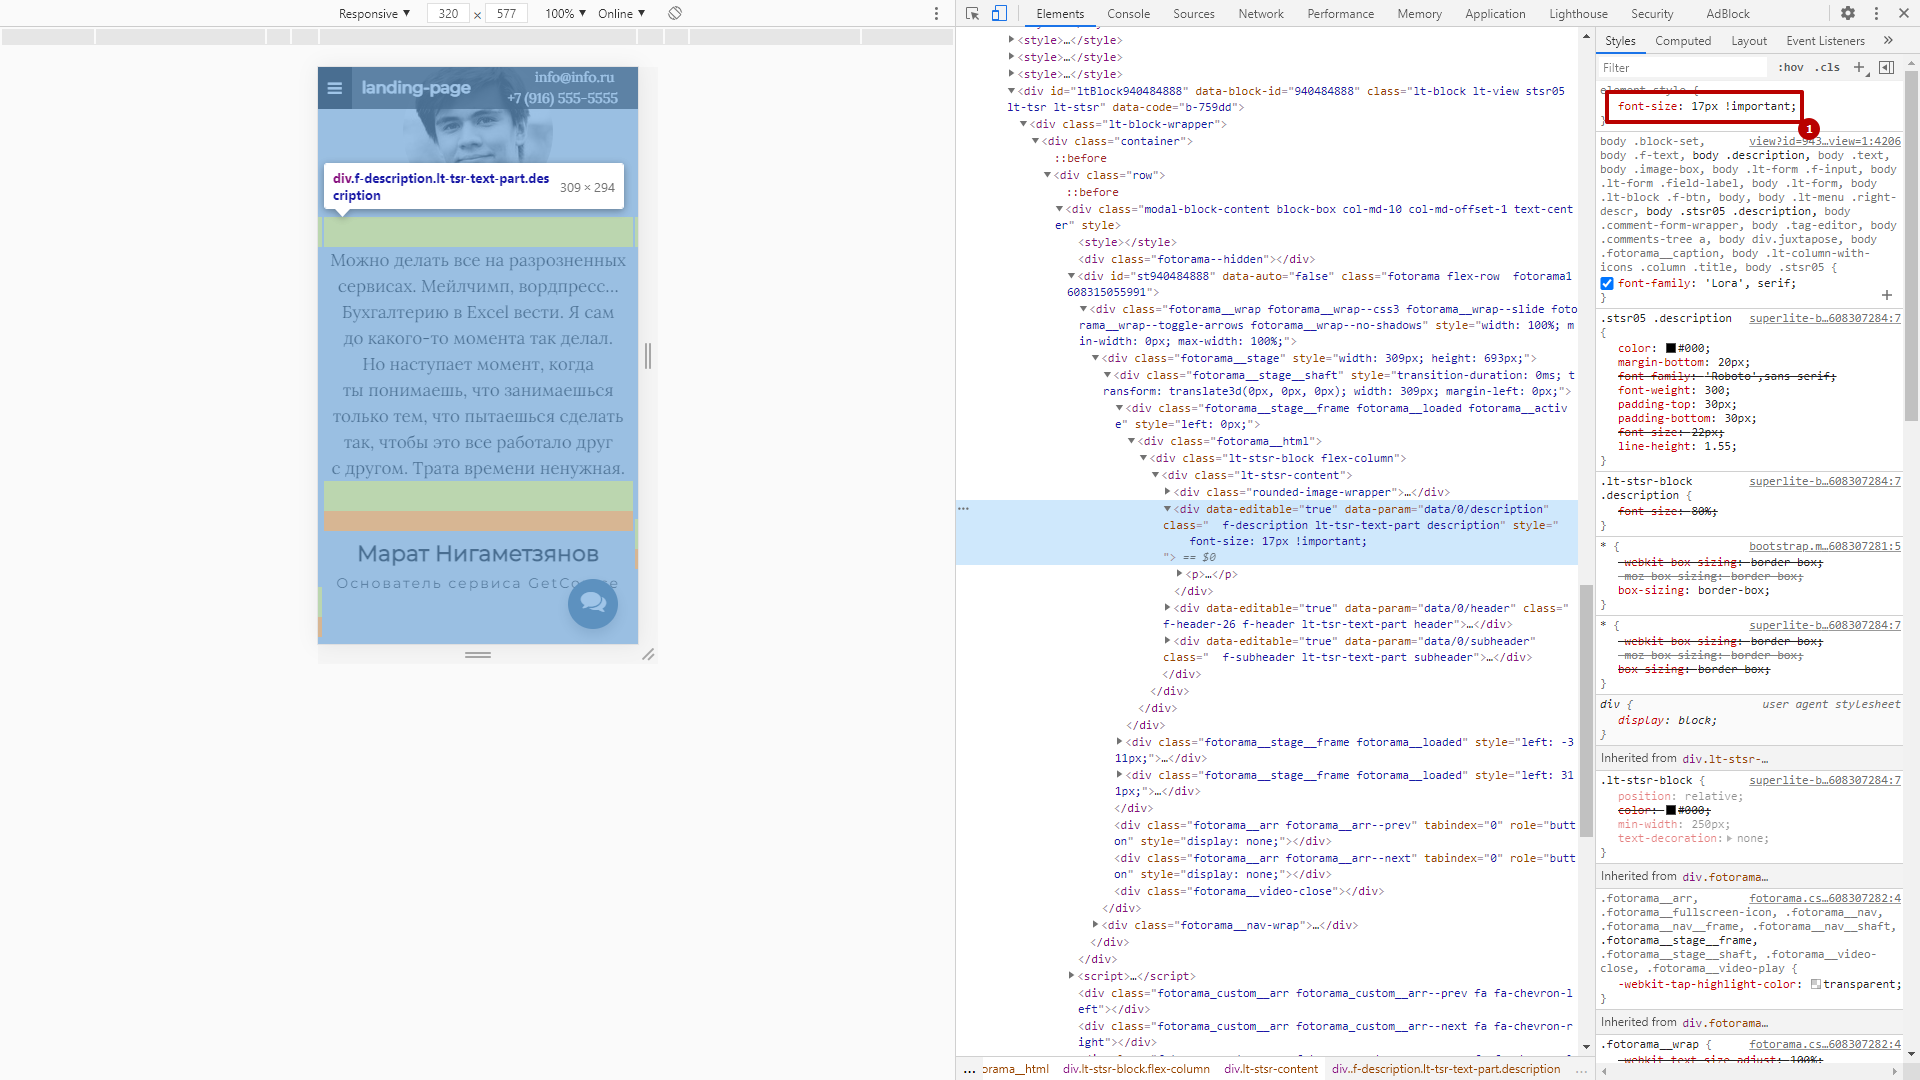 Responsive ▼ 320 x 577 100% ▼ Online ▼
Elements Console Sources Network Performance Memory Application Lighthouse Security AdBlock
landing-page
info@info.ru
+7 (916) 555-5555
div.f-description.lt-tsr-text-part.des
cription
309 × 294
Можно делать все на разрозненных
сервисах. Мейлчимп, вордпресс...
Бухгалтерию в Excel вести. Я сам
до какого-то момента так делал.
Но наступает момент, когда
ты понимаешь, что занимаешься
только тем, что пытаешься сделать
так, чтобы это все работало друг
с другом. Трата времени ненужная.
Марат Нигаметзянов
<style>…</style>
<style>…</style>
<style>…</style>
<div id="ltBlock940484888" data-block-id="940484888" class="lt-block lt-view stsr05
lt-tsr lt-stsr" data-code="b-759dd">
<div class="lt-block-wrapper">
<div class="container">
::before
<div class="row">
::before
<div class="modal-block-content block-box col-md-10 col-md-offset-1 text-cent
er" style>
<style></style>
<div class="fotorama--hidden"></div>
<div id="st940484888" data-auto="false" class="fotorama flex-row  fotorama1
608315055991">
<div class="fotorama__wrap fotorama__wrap--css3 fotorama__wrap--slide foto
rama__wrap--toggle-arrows fotorama__wrap--no-shadows" style="width: 100%; m
in-width: 0px; max-width: 100%;">
<div class="fotorama__stage" style="width: 309px; height: 693px;">
<div class="fotorama__stage__shaft" style="transition-duration: 0ms; t
ransform: translate3d(0px, 0px, 0px); width: 309px; margin-left: 0px;">
<div class="fotorama__stage__frame fotorama__loaded fotorama__activ
e" style="left: 0px;">
<div class="fotorama__html">
<div class="lt-stsr-block flex-column">
<div class="lt-stsr-content">
<div class="rounded-image-wrapper">…</div>
<div data-editable="true" data-param="data/0/description"
class="  f-description lt-tsr-text-part description" style="
font-size: 17px !important;
"> == $0
<p>…</p>
</div>
<div data-editable="true" data-param="data/0/header" class="
f-header-26 f-header lt-tsr-text-part header">…</div>
<div data-editable="true" data-param="data/0/subheader"
class="  f-subheader lt-tsr-text-part subheader">…</div>
</div>
</div>
</div>
</div>
<div class="fotorama__stage__frame fotorama__loaded" style="left: -3
11px;">…</div>
<div class="fotorama__stage__frame fotorama__loaded" style="left: 31
1px;">…</div>
</div>
<div class="fotorama__arr fotorama__arr--prev" tabindex="0" role="butt
on" style="display: none;"></div>
<div class="fotorama__arr fotorama__arr--next" tabindex="0" role="butt
on" style="display: none;"></div>
<div class="fotorama__video-close"></div>
</div>
<div class="fotorama__nav-wrap">…</div>
</div>
</div>
<script>…</script>
<div class="fotorama_custom__arr fotorama_custom__arr--prev fa fa-chevron-l
eft"></div>
<div class="fotorama_custom__arr fotorama_custom__arr--next fa fa-chevron-r
ight"></div>
... orama__html div.lt-stsr-block.flex-column div.lt-stsr-content div..f-description.lt-tsr-text-part.description ...
Styles Computed Layout Event Listeners »
Filter :hov .cls +
element.style {
font-size: 17px !important;
}
1
body .block-set, view?id=943…view=1:4206
body .f-text, body .description, body .text,
body .image-box, body .lt-form .f-input, body
.lt-form .field-label, body .lt-form, body
.lt-block .f-btn, body, body .lt-menu .right-
descr, body .stsr05 .description, body
.comment-form-wrapper, body .tag-editor, body
.comments-tree a, body div.juxtapose, body
.fotorama__caption, body .lt-column-with-
icons .column .title, body .stsr05 {
font-family: 'Lora', serif;
}
.stsr05 .description superlite-b…608307284:7
{
color: #000;
margin-bottom: 20px;
font-family: 'Roboto',sans-serif;
font-weight: 300;
padding-top: 30px;
padding-bottom: 30px;
font-size: 22px;
line-height: 1.55;
}
.lt-stsr-block superlite-b…608307284:7
.description {
font-size: 80%;
}
* { bootstrap.m…608307281:5
-webkit-box-sizing: border-box;
-moz-box-sizing: border-box;
box-sizing: border-box;
}
* { superlite-b…608307284:7
-webkit-box-sizing: border-box;
-moz-box-sizing: border-box;
box-sizing: border-box;
}
div { user agent stylesheet
display: block;
}
Inherited from div.lt-stsr-…
.lt-stsr-block { superlite-b…608307284:7
position: relative;
color: #000;
min-width: 250px;
text-decoration: none;
}
Inherited from div.fotorama…
.fotorama__arr, fotorama.cs…608307282:4
.fotorama__fullscreen-icon, .fotorama__nav,
.fotorama__nav__frame, .fotorama__nav__shaft,
.fotorama__stage__frame,
.fotorama__stage__shaft, .fotorama__video-
close, .fotorama__video-play {
-webkit-tap-highlight-color: transparent;
}
Inherited from div.fotorama…
.fotorama__wrap { fotorama.cs…608307282:4
-webkit-text-size-adjust: 100%;
Основатель сервиса